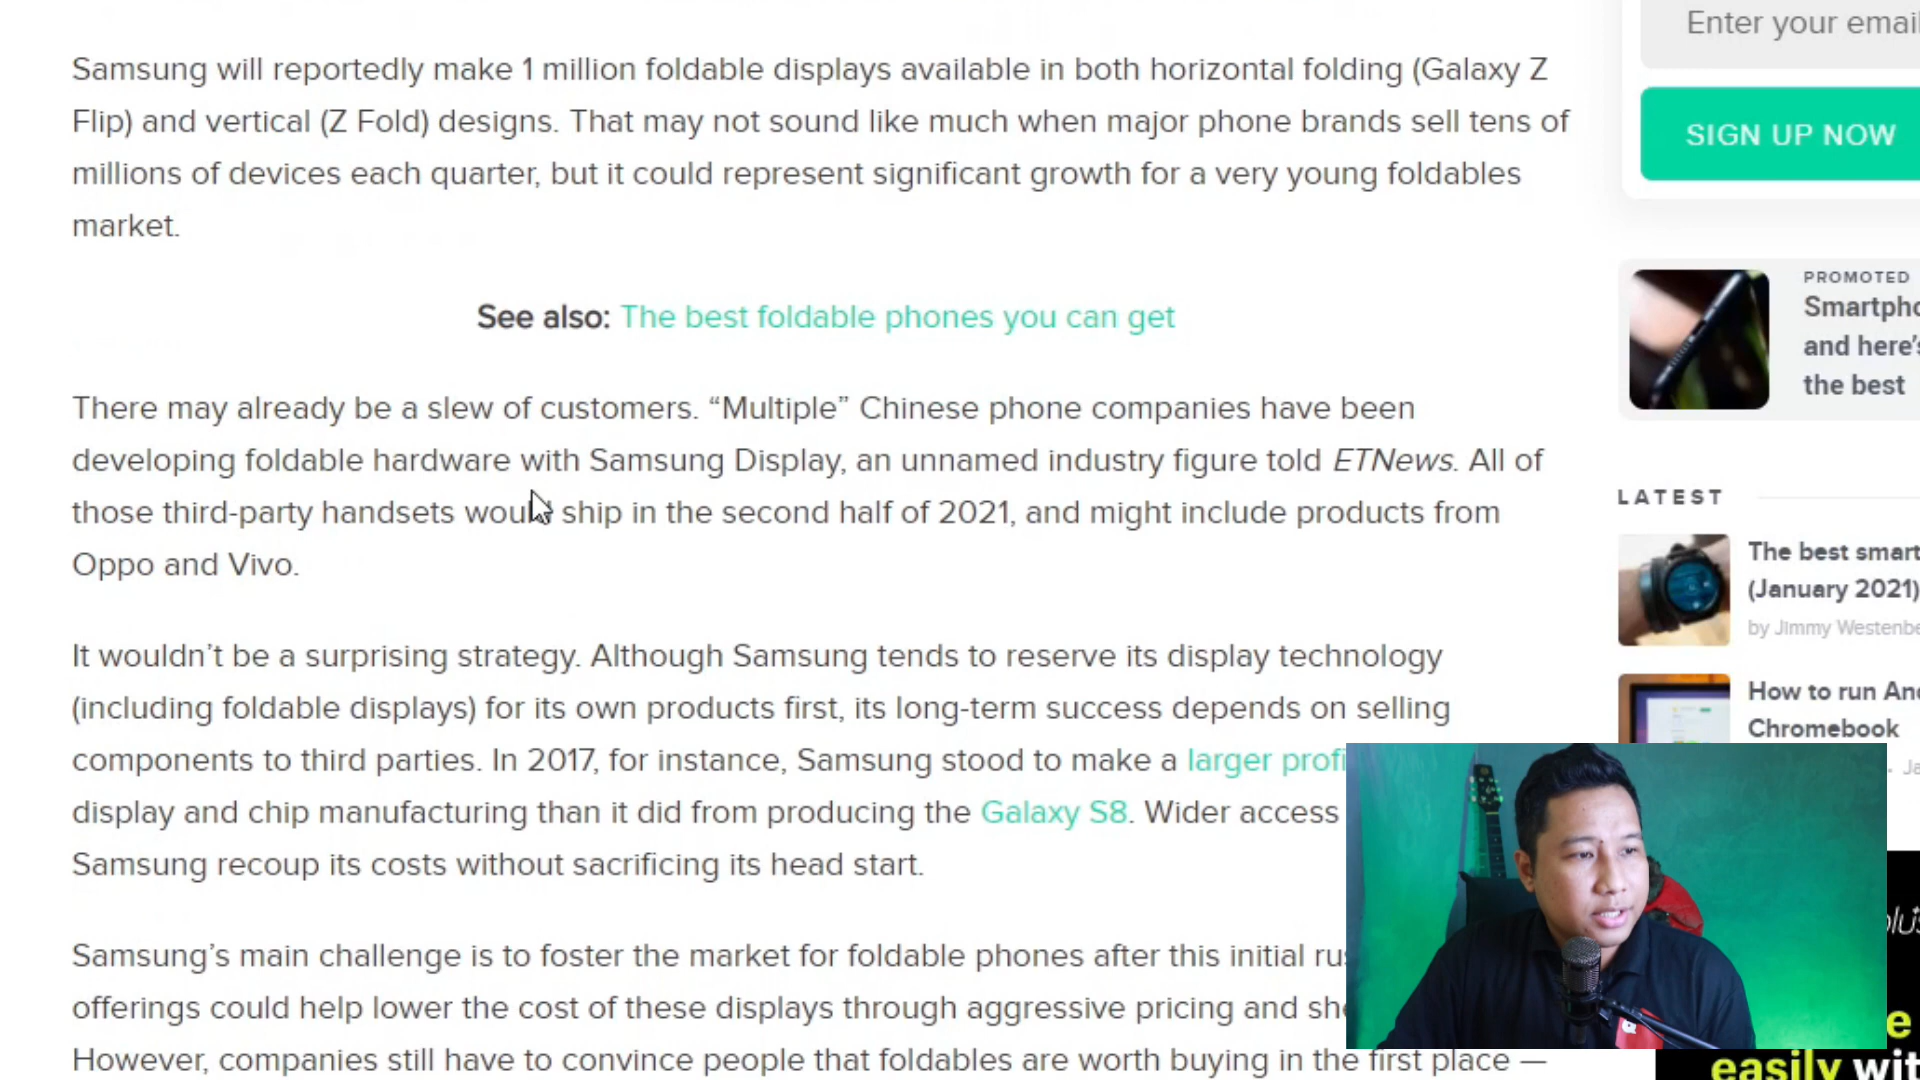 Enter your email
Samsung will reportedly make 1 million foldable displays available in both horizontal folding (Galaxy Z
Flip) and vertical (Z Fold) designs. That may not sound like much when major phone brands sell tens of
millions of devices each quarter, but it could represent significant growth for a very young foldables
market.
SIGN UP NOW
See also: The best foldable phones you can get
There may already be a slew of customers. “Multiple” Chinese phone companies have been
developing foldable hardware with Samsung Display, an unnamed industry figure told ETNews. All of
those third-party handsets would ship in the second half of 2021, and might include products from
Oppo and Vivo.
It wouldn’t be a surprising strategy. Although Samsung tends to reserve its display technology
(including foldable displays) for its own products first, its long-term success depends on selling
components to third parties. In 2017, for instance, Samsung stood to make a larger
display and chip manufacturing than it did from producing the Galaxy S8. Wider access
Samsung recoup its costs without sacrificing its head start.
Samsung’s main challenge is to foster the market for foldable phones after this initial
offerings could help lower the cost of these displays through aggressive pricing and
However, companies still have to convince people that foldables are worth buying in the first place —
PROMOTED
and
the best
LATEST
The best
(January 2021)
by Jimmy
How to run
Chromebook
easily